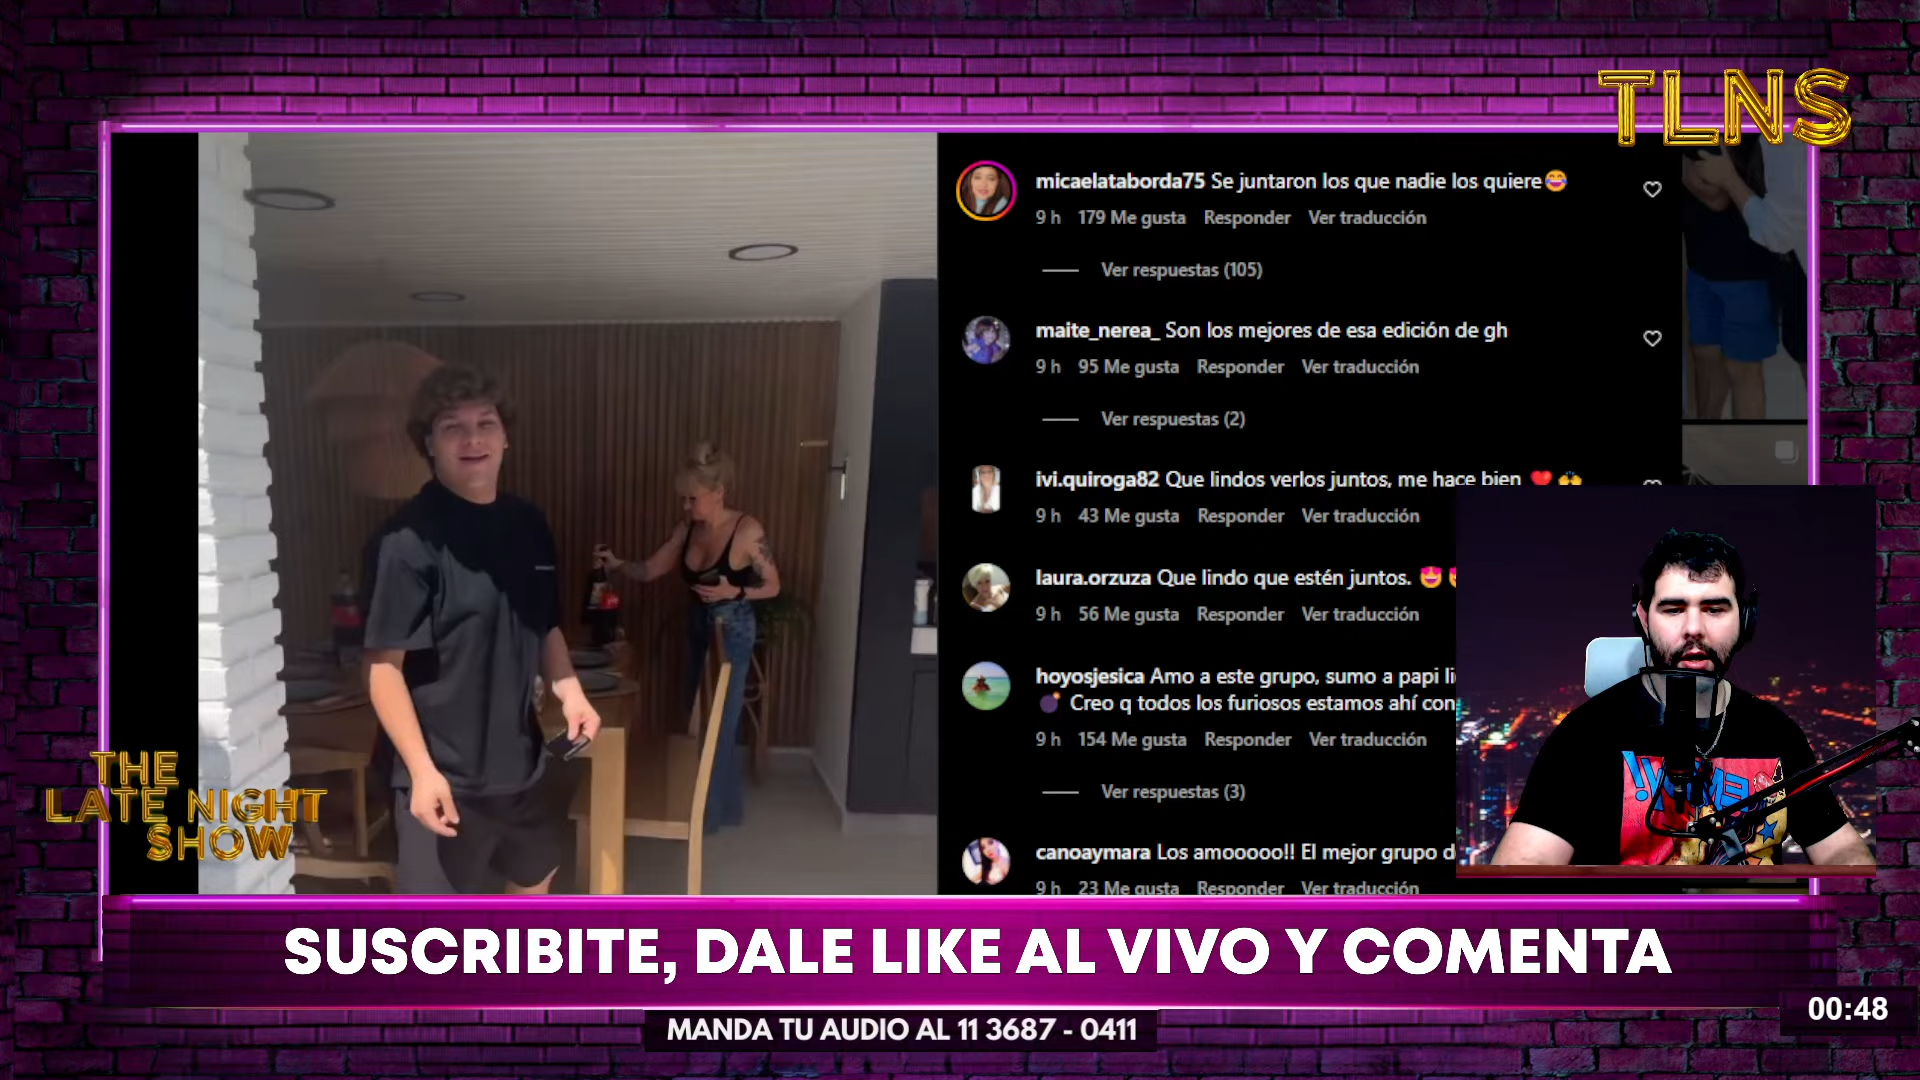 TLNS
micaelataborda75 Se juntaron los que nadie los quiere😂
9 h 179 Me gusta Responder Ver traducción
Ver respuestas (105)
maite_nerea_ Son los mejores de esa edición de gh
9 h 95 Me gusta Responder Ver traducción
Ver respuestas (2)
ivi.quiroga82 Que lindos verlos juntos, me hace bien ❤️🙌
9 h 43 Me gusta Responder Ver traducción
laura.orzuza Que lindo que estén juntos. 😍
9 h 56 Me gusta Responder Ver traducción
hoyosjesica Amo a este grupo, sumo a papi
💣 Creo q todos los furiosos estamos ahí con
9 h 154 Me gusta Responder Ver traducción
Ver respuestas (3)
canoaymara Los amooooo!! El mejor grupo
9 h 23 Me gusta Responder Ver traducción
THE
LATE NIGHT
SHOW
SUSCRIBITE, DALE LIKE AL VIVO Y COMENTA
00:48
MANDA TU AUDIO AL 11 3687 - 0411